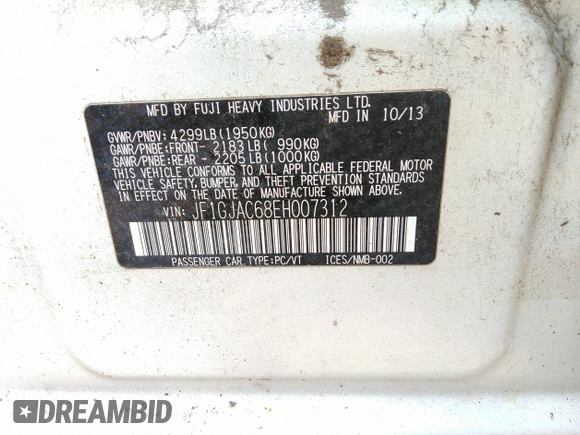 MFD BY FUJI HEAVY INDUSTRIES LTD.
MFD IN 10/13
GVWR/PNBV: 4299LB(1950KG)
GAWR/PNBE:FRONT- 2183LB( 990KG)
GAWR/PNBE:REAR - 2205LB(1000KG)
THIS VEHICLE CONFORMS TO ALL APPLICABLE FEDERAL MOTOR
VEHICLE SAFETY, BUMPER, AND THEFT PREVENTION STANDARDS
IN EFFECT ON THE DATE OF MANUFACTURE SHOWN ABOVE.
VIN: JF1GJAC68EH007312
PASSENGER CAR TYPE:PC/VT ICES/NMB-002
DREAMBID